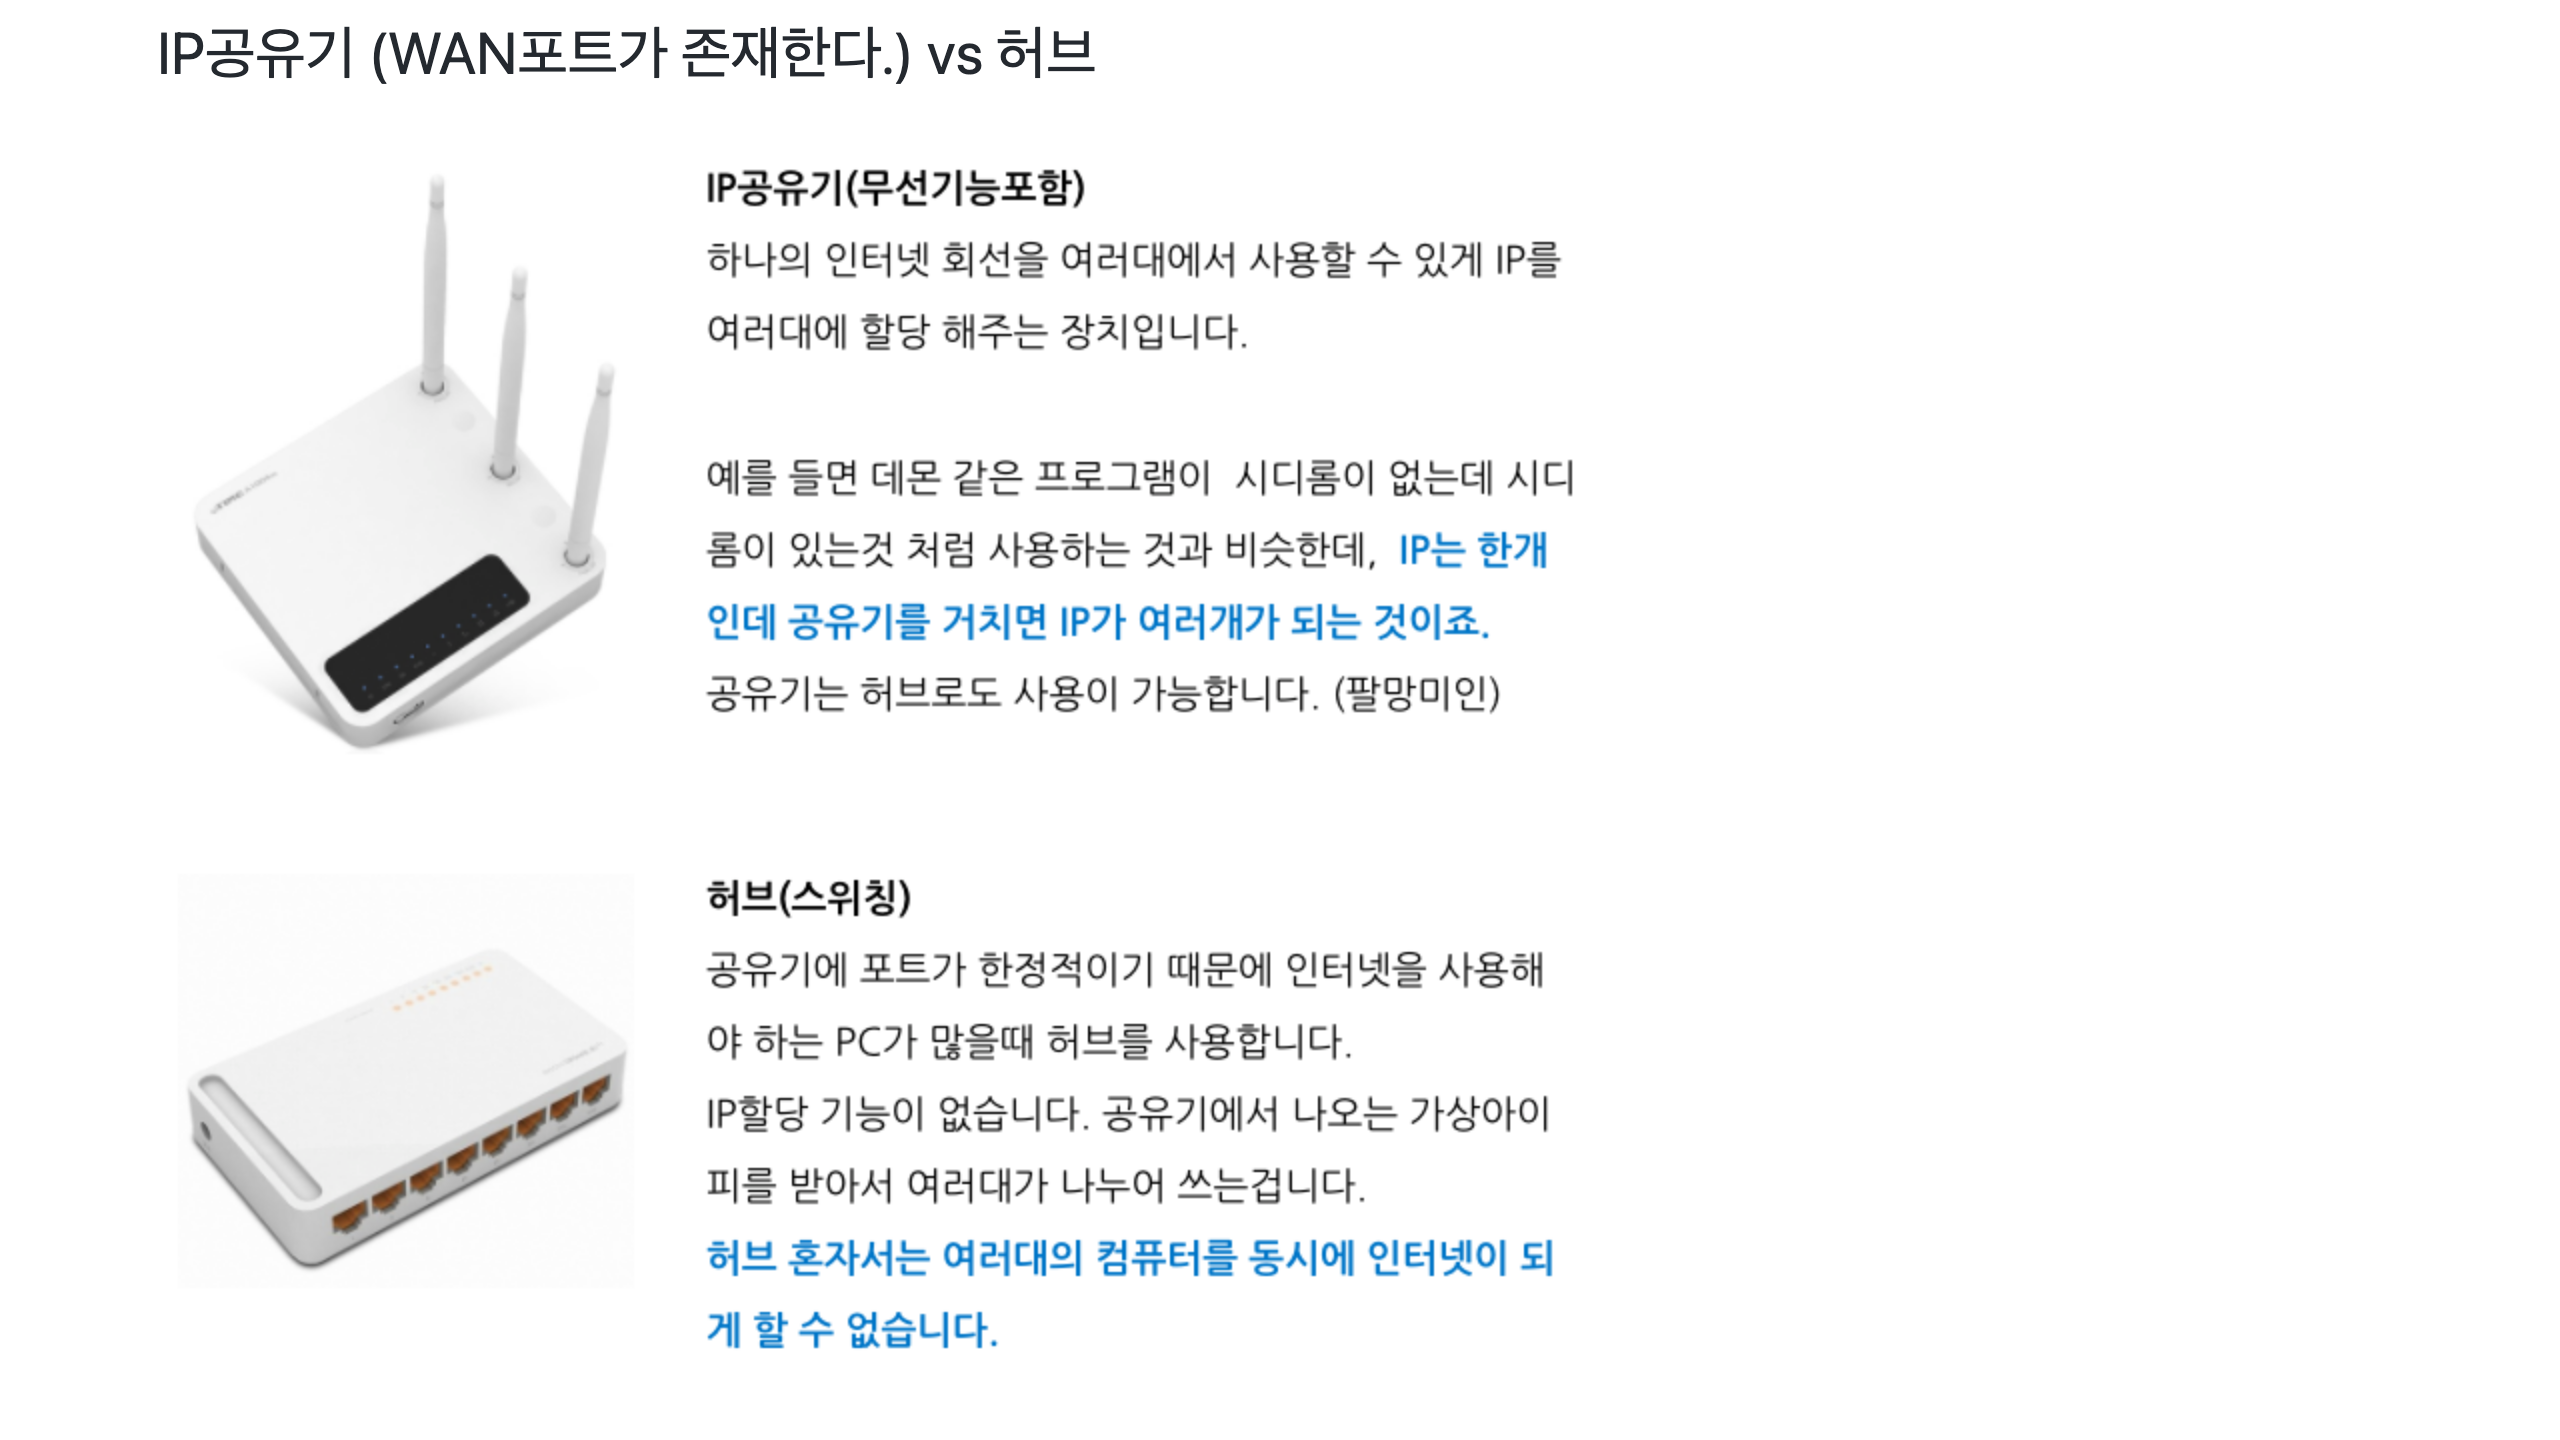 IP공유기 (WAN포트가 존재한다.) vs 허브
IP공유기(무선기능포함)
하나의 인터넷 회선을 여러대에서 사용할 수 있게 IP를
여러대에 할당 해주는 장치입니다.
예를 들면 데몬 같은 프로그램이 시디롬이 없는데 시디
롬이 있는것 처럼 사용하는 것과 비슷한데, IP는 한개
인데 공유기를 거치면 IP가 여러개가 되는 것이죠.
공유기는 허브로도 사용이 가능합니다. (팔망미인)
허브(스위칭)
공유기에 포트가 한정적이기 때문에 인터넷을 사용해
야 하는 PC가 많을때 허브를 사용합니다.
IP할당 기능이 없습니다. 공유기에서 나오는 가상아이
피를 받아서 여러대가 나누어 쓰는겁니다.
허브 혼자서는 여러대의 컴퓨터를 동시에 인터넷이 되
게 할 수 없습니다.